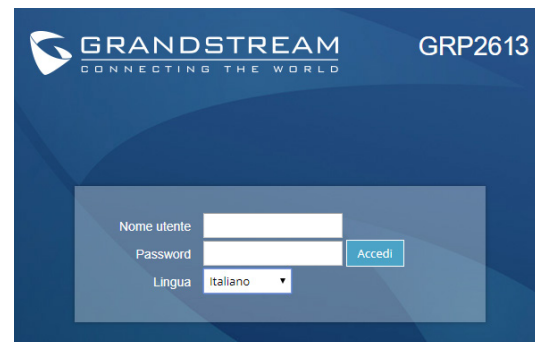 GRANDSTREAM
CONNECTING THE WORLD
GRP2613
Nome utente
Password
Accedi
Lingua
Italiano